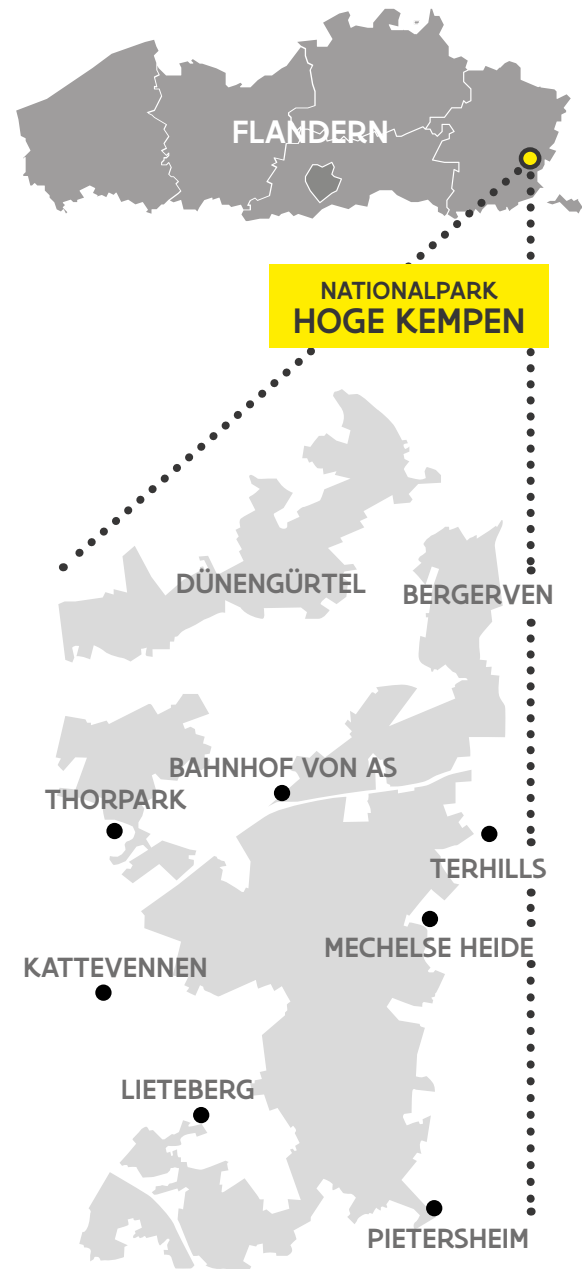 FLANDERN
NATIONALPARK
HOGE KEMPEN
DÜNENGÜRTEL
BERGERVEN
BAHNHOF VON AS
THORPARK
TERHILLS
MECHELSE HEIDE
KATTEVENNEN
LIETEBERG
PIETERSHEIM